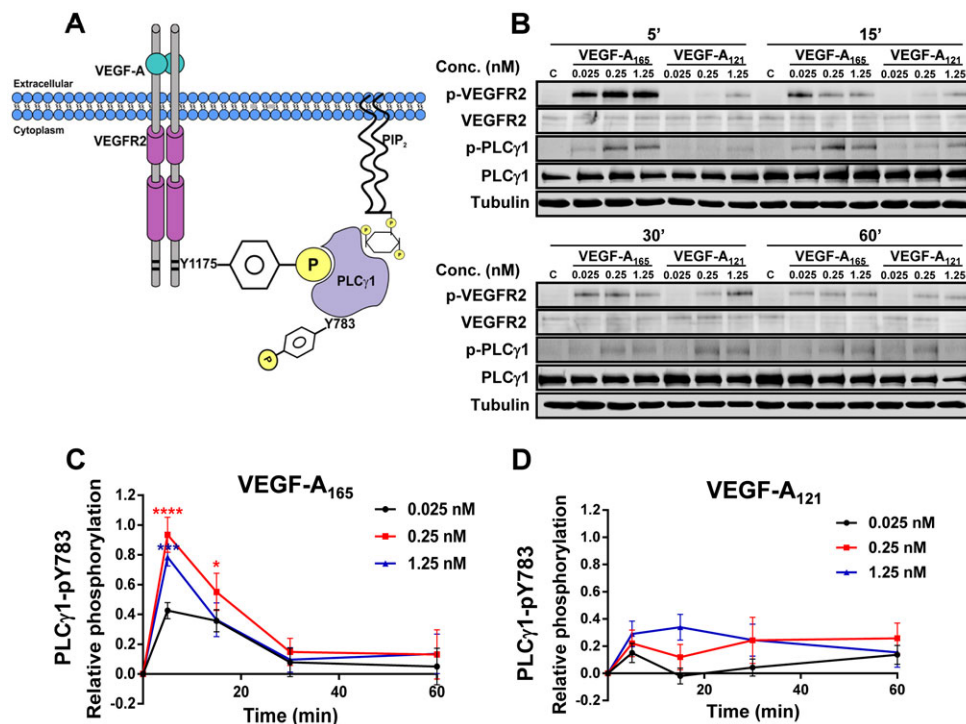 A
VEGF-A
Extracellular
Cytoplasm
VEGFR2
PIP₂
Y1175
P
PLCγ1
Y783
P
P
P
P
B
5’ 15’
VEGF-A₁₆₅ VEGF-A₁₂₁ VEGF-A₁₆₅ VEGF-A₁₂₁
Conc. (nM) C 0.025 0.25 1.25 0.025 0.25 1.25 C 0.025 0.25 1.25 0.025 0.25 1.25
p-VEGFR2
VEGFR2
p-PLCγ1
PLCγ1
Tubulin
30’ 60’
VEGF-A₁₆₅ VEGF-A₁₂₁ VEGF-A₁₆₅ VEGF-A₁₂₁
Conc. (nM) C 0.025 0.25 1.25 0.025 0.25 1.25 C 0.025 0.25 1.25 0.025 0.25 1.25
p-VEGFR2
VEGFR2
p-PLCγ1
PLCγ1
Tubulin
C
VEGF-A₁₆₅
PLCγ1-pY783
Relative phosphorylation
1.2
1.0
0.8
0.6
0.4
0.2
0.0
-0.2
****
***
*
0.025 nM
0.25 nM
1.25 nM
20 40 60
Time (min)
D
VEGF-A₁₂₁
PLCγ1-pY783
Relative phosphorylation
1.2
1.0
0.8
0.6
0.4
0.2
0.0
-0.2
0.025 nM
0.25 nM
1.25 nM
20 40 60
Time (min)